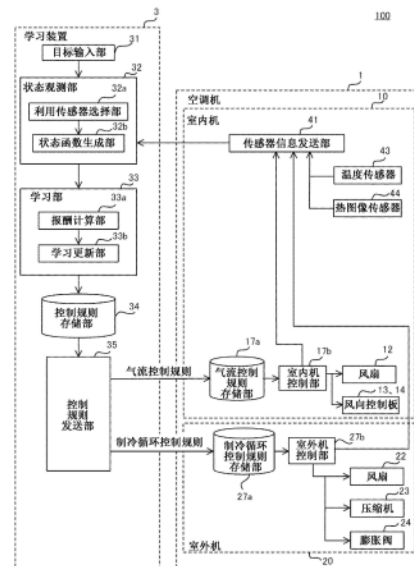 100
3
学习装置
31
目标输入部
32
状态观测部
32a
利用传感器选择部
32b
状态函数生成部
33
学习部
33a
报酬计算部
33b
学习更新部
34
控制规则
存储部
35
控制
规则
发送部
气流控制规则
制冷循环控制规则
1
空调机
10
室内机
41
传感器信息发送部
43
温度传感器
44
热图像传感器
17a
气流控制
规则
存储部
17b
室内机
控制部
12
风扇
13、14
风向控制板
制冷循环
控制规则
存储部
27a
27b
室外机
控制部
22
风扇
23
压缩机
24
膨胀阀
室外机
20